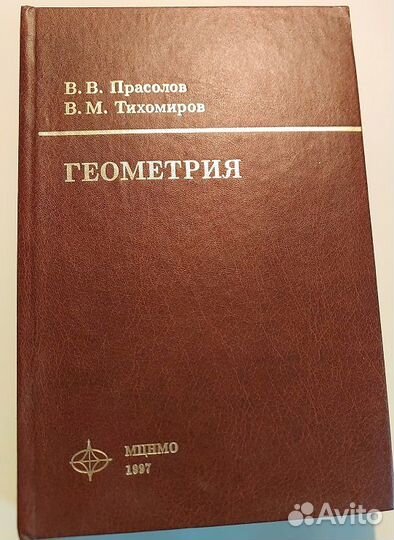 В. В. Прасолов
В. М. Тихомиров
ГЕОМЕТРИЯ
МЦНМО
1997
Avito